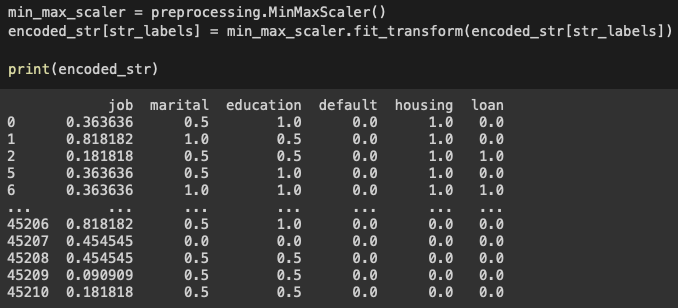 min_max_scaler = preprocessing.MinMaxScaler()
encoded_str[str_labels] = min_max_scaler.fit_transform(encoded_str[str_labels])
print(encoded_str)
job marital education default housing loan
0 0.363636 0.5 1.0 0.0 1.0 0.0
1 0.818182 1.0 0.5 0.0 1.0 0.0
2 0.181818 0.5 0.5 0.0 1.0 1.0
5 0.363636 0.5 1.0 0.0 1.0 0.0
6 0.363636 1.0 1.0 0.0 1.0 1.0
... ... ... ... ... ... ...
45206 0.818182 0.5 1.0 0.0 0.0 0.0
45207 0.454545 0.0 0.0 0.0 0.0 0.0
45208 0.454545 0.5 0.5 0.0 0.0 0.0
45209 0.090909 0.5 0.5 0.0 0.0 0.0
45210 0.181818 0.5 0.5 0.0 0.0 0.0